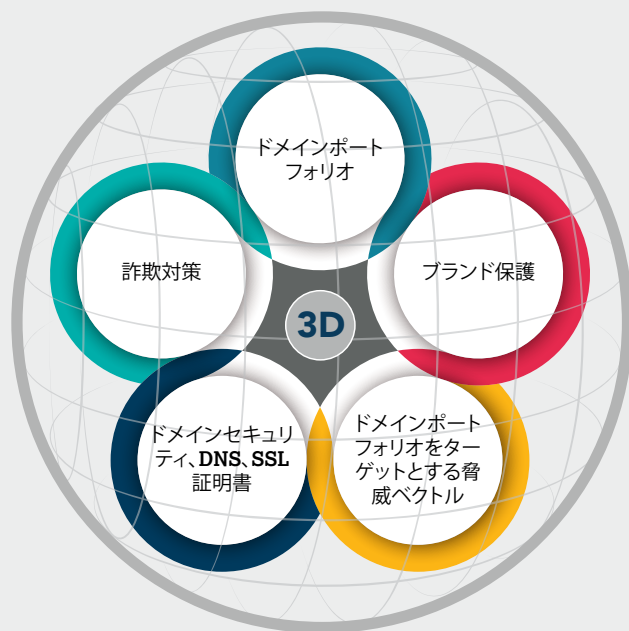 ドメインポート
フォリオ
詐欺対策
ブランド保護
3D
ドメインセキュリ
ティ、DNS、SSL
証明書
ドメインポート
フォリオをター
ゲットとする脅
威ベクトル